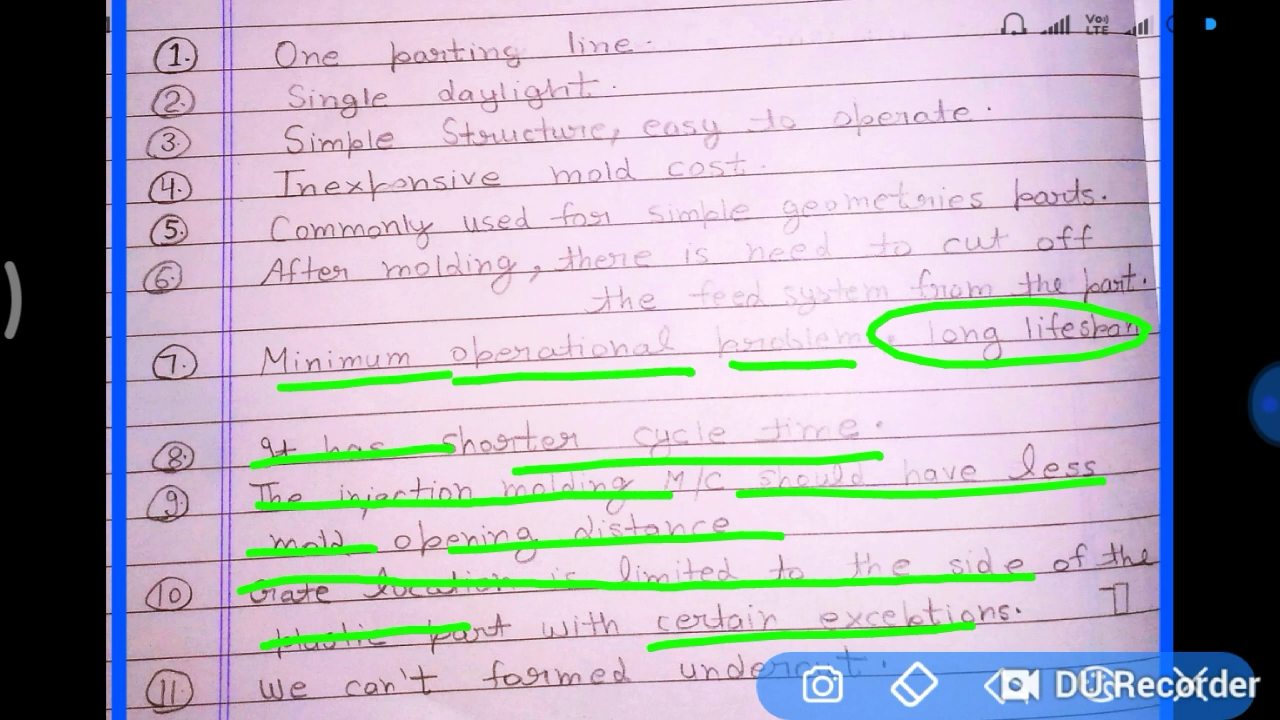 Vo)
LTE
1. One parting line.
2. Single daylight.
3. Simple Structure, easy to operate.
4. Inexpensive mold cost.
5. Commonly used for simple geometries parts.
6. After molding, there is need to cut off
the feed system from the part.
7. Minimum operational problem. long lifespan
8. It has shorter cycle time.
9. The injection molding M/C should have less
mold opening distance
10. Gate location is limited to the side of the
plastic part with certain exceptions.
11. We can't formed undercut.
DU Recorder